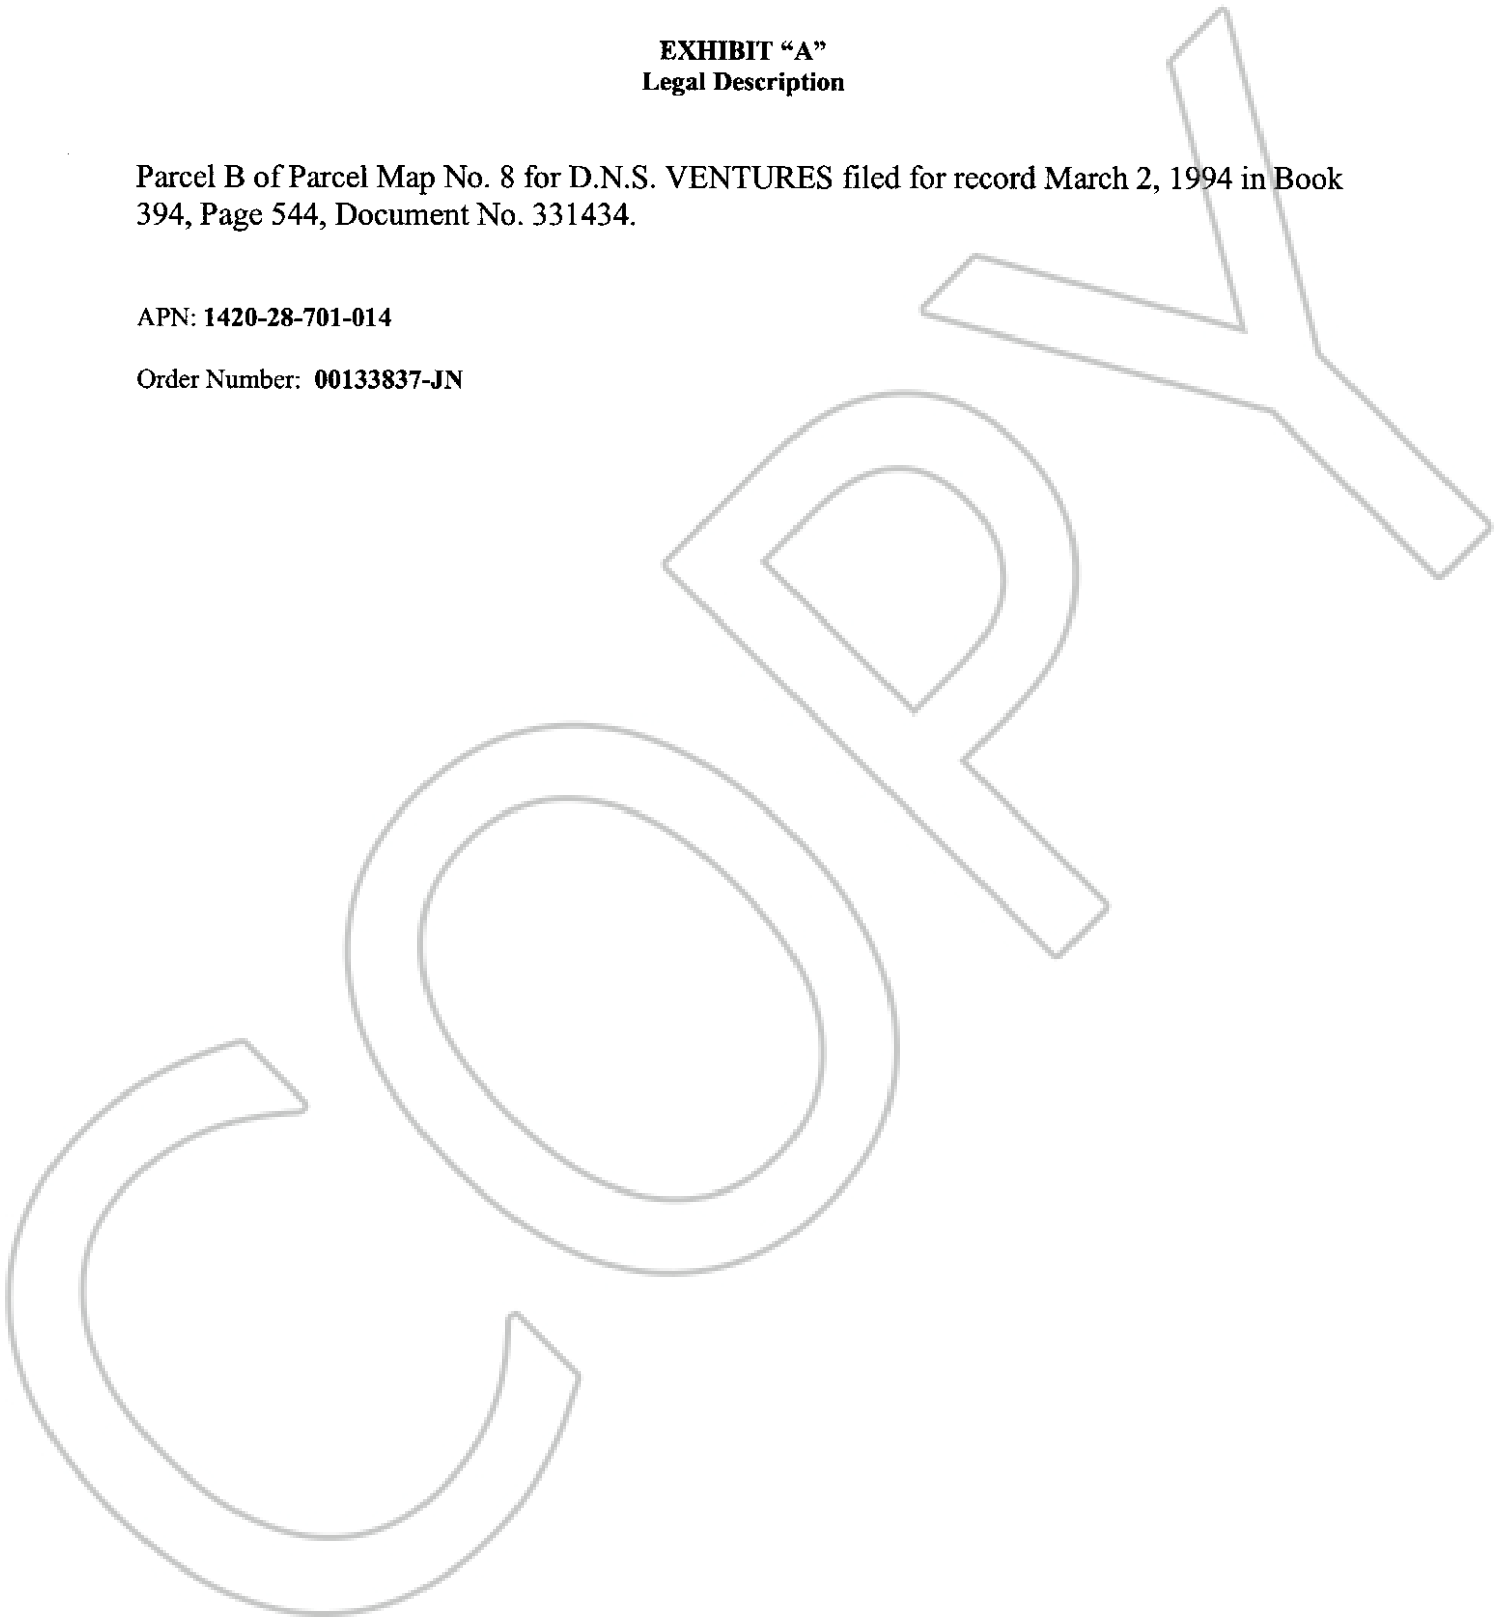 EXHIBIT “A”
Legal Description
Parcel B of Parcel Map No. 8 for D.N.S. VENTURES filed for record March 2, 1994 in Book
394, Page 544, Document No. 331434.
APN: 1420-28-701-014
Order Number: 00133837-JN
COPY